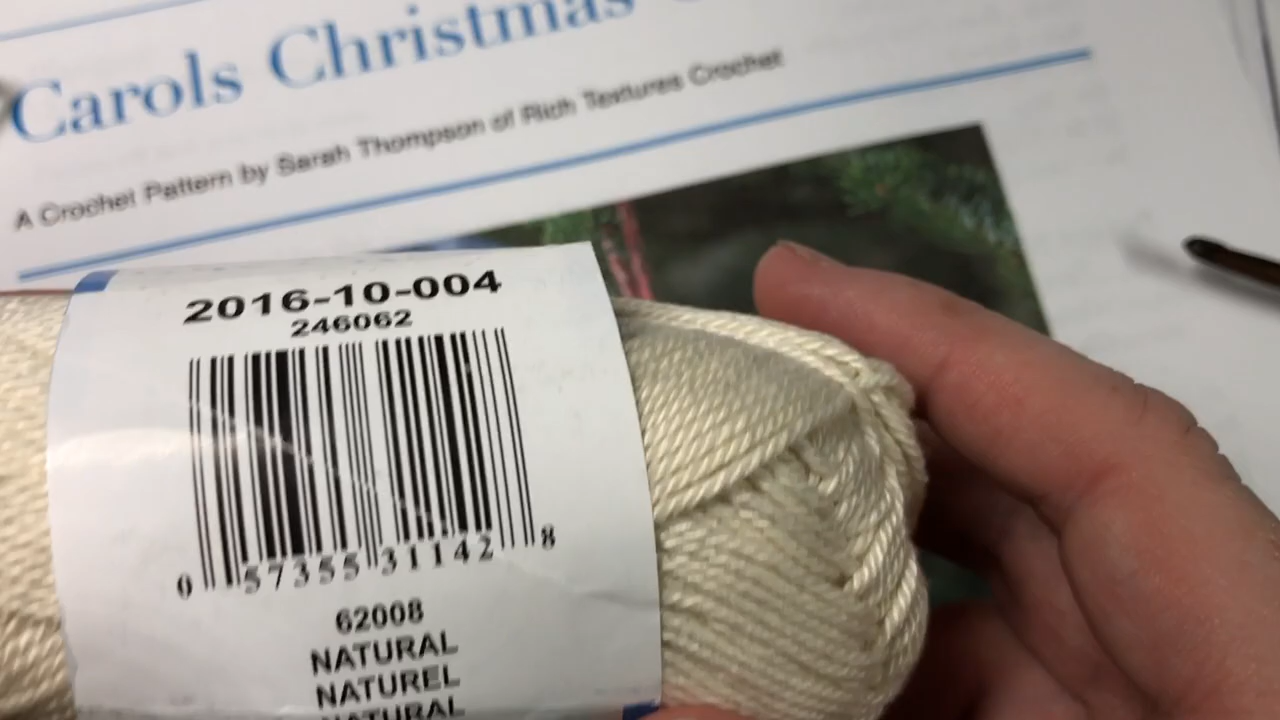 Carols Christmas
A Crochet Pattern by Sarah Thompson of Rich Textures Crochet
2016-10-004
246062
0 57355 31142 8
62008
NATURAL
NATUREL
NATURAL